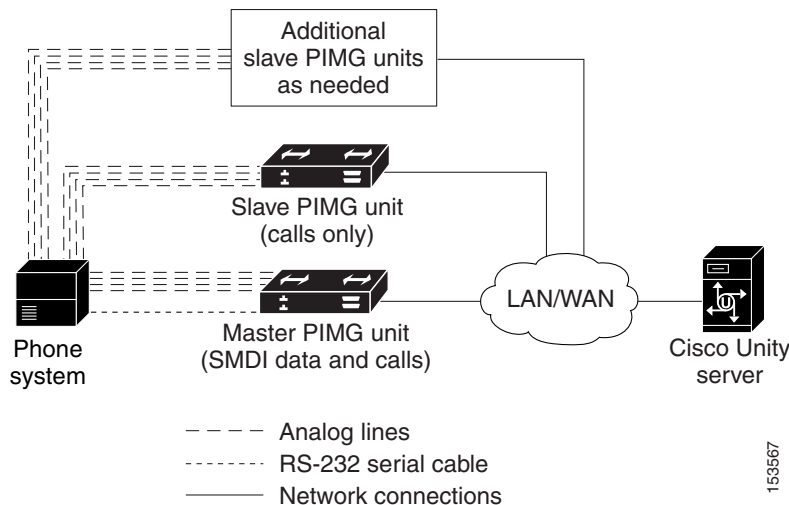 Additional
slave PIMG units
as needed
Slave PIMG unit
(calls only)
LAN/WAN
Phone
system
Master PIMG unit
(SMDI data and calls)
Cisco Unity
server
Analog lines
RS-232 serial cable
Network connections
153567